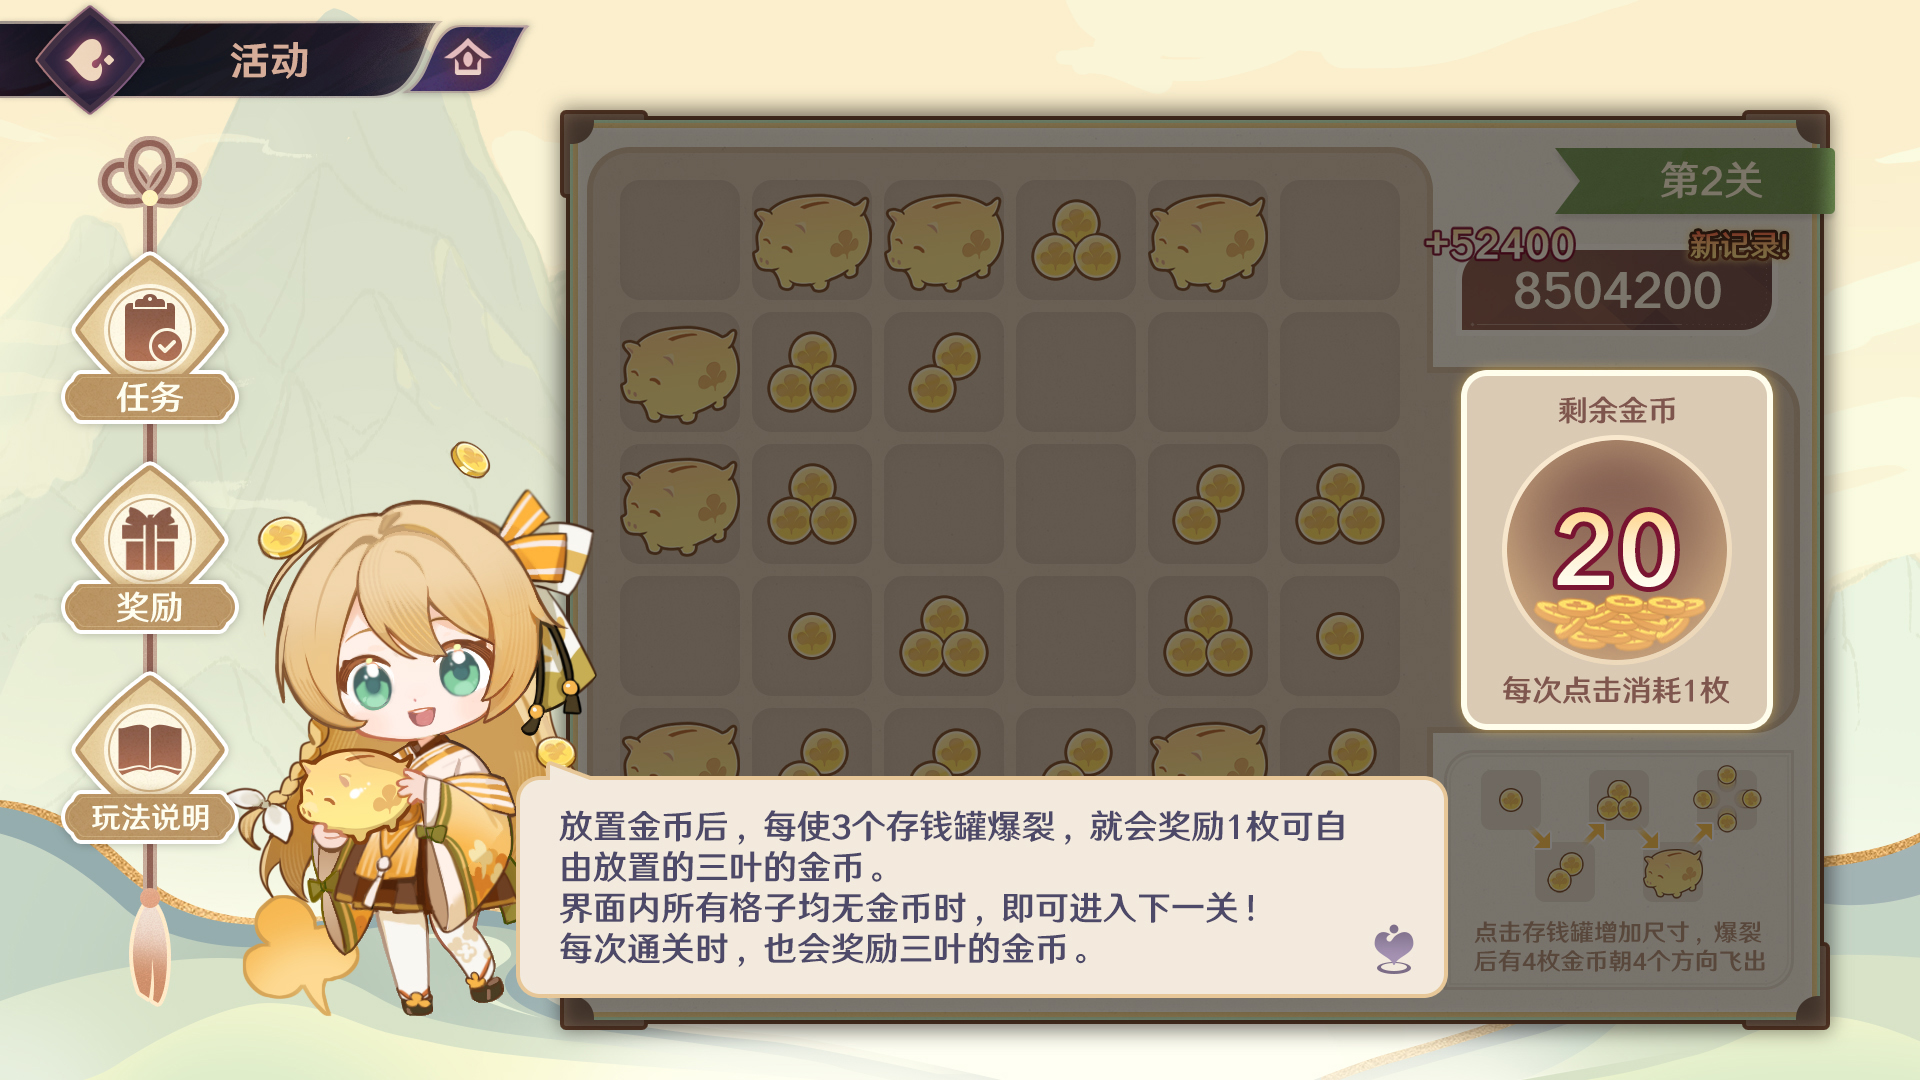 活动
任务
奖励
玩法说明
第2关
+52400
新记录!
8504200
剩余金币
20
每次点击消耗1枚
放置金币后，每使3个存钱罐爆裂，就会奖励1枚可自
由放置的三叶的金币。
界面内所有格子均无金币时，即可进入下一关！
每次通关时，也会奖励三叶的金币。
点击存钱罐增加尺寸，爆裂
后有4枚金币朝4个方向飞出